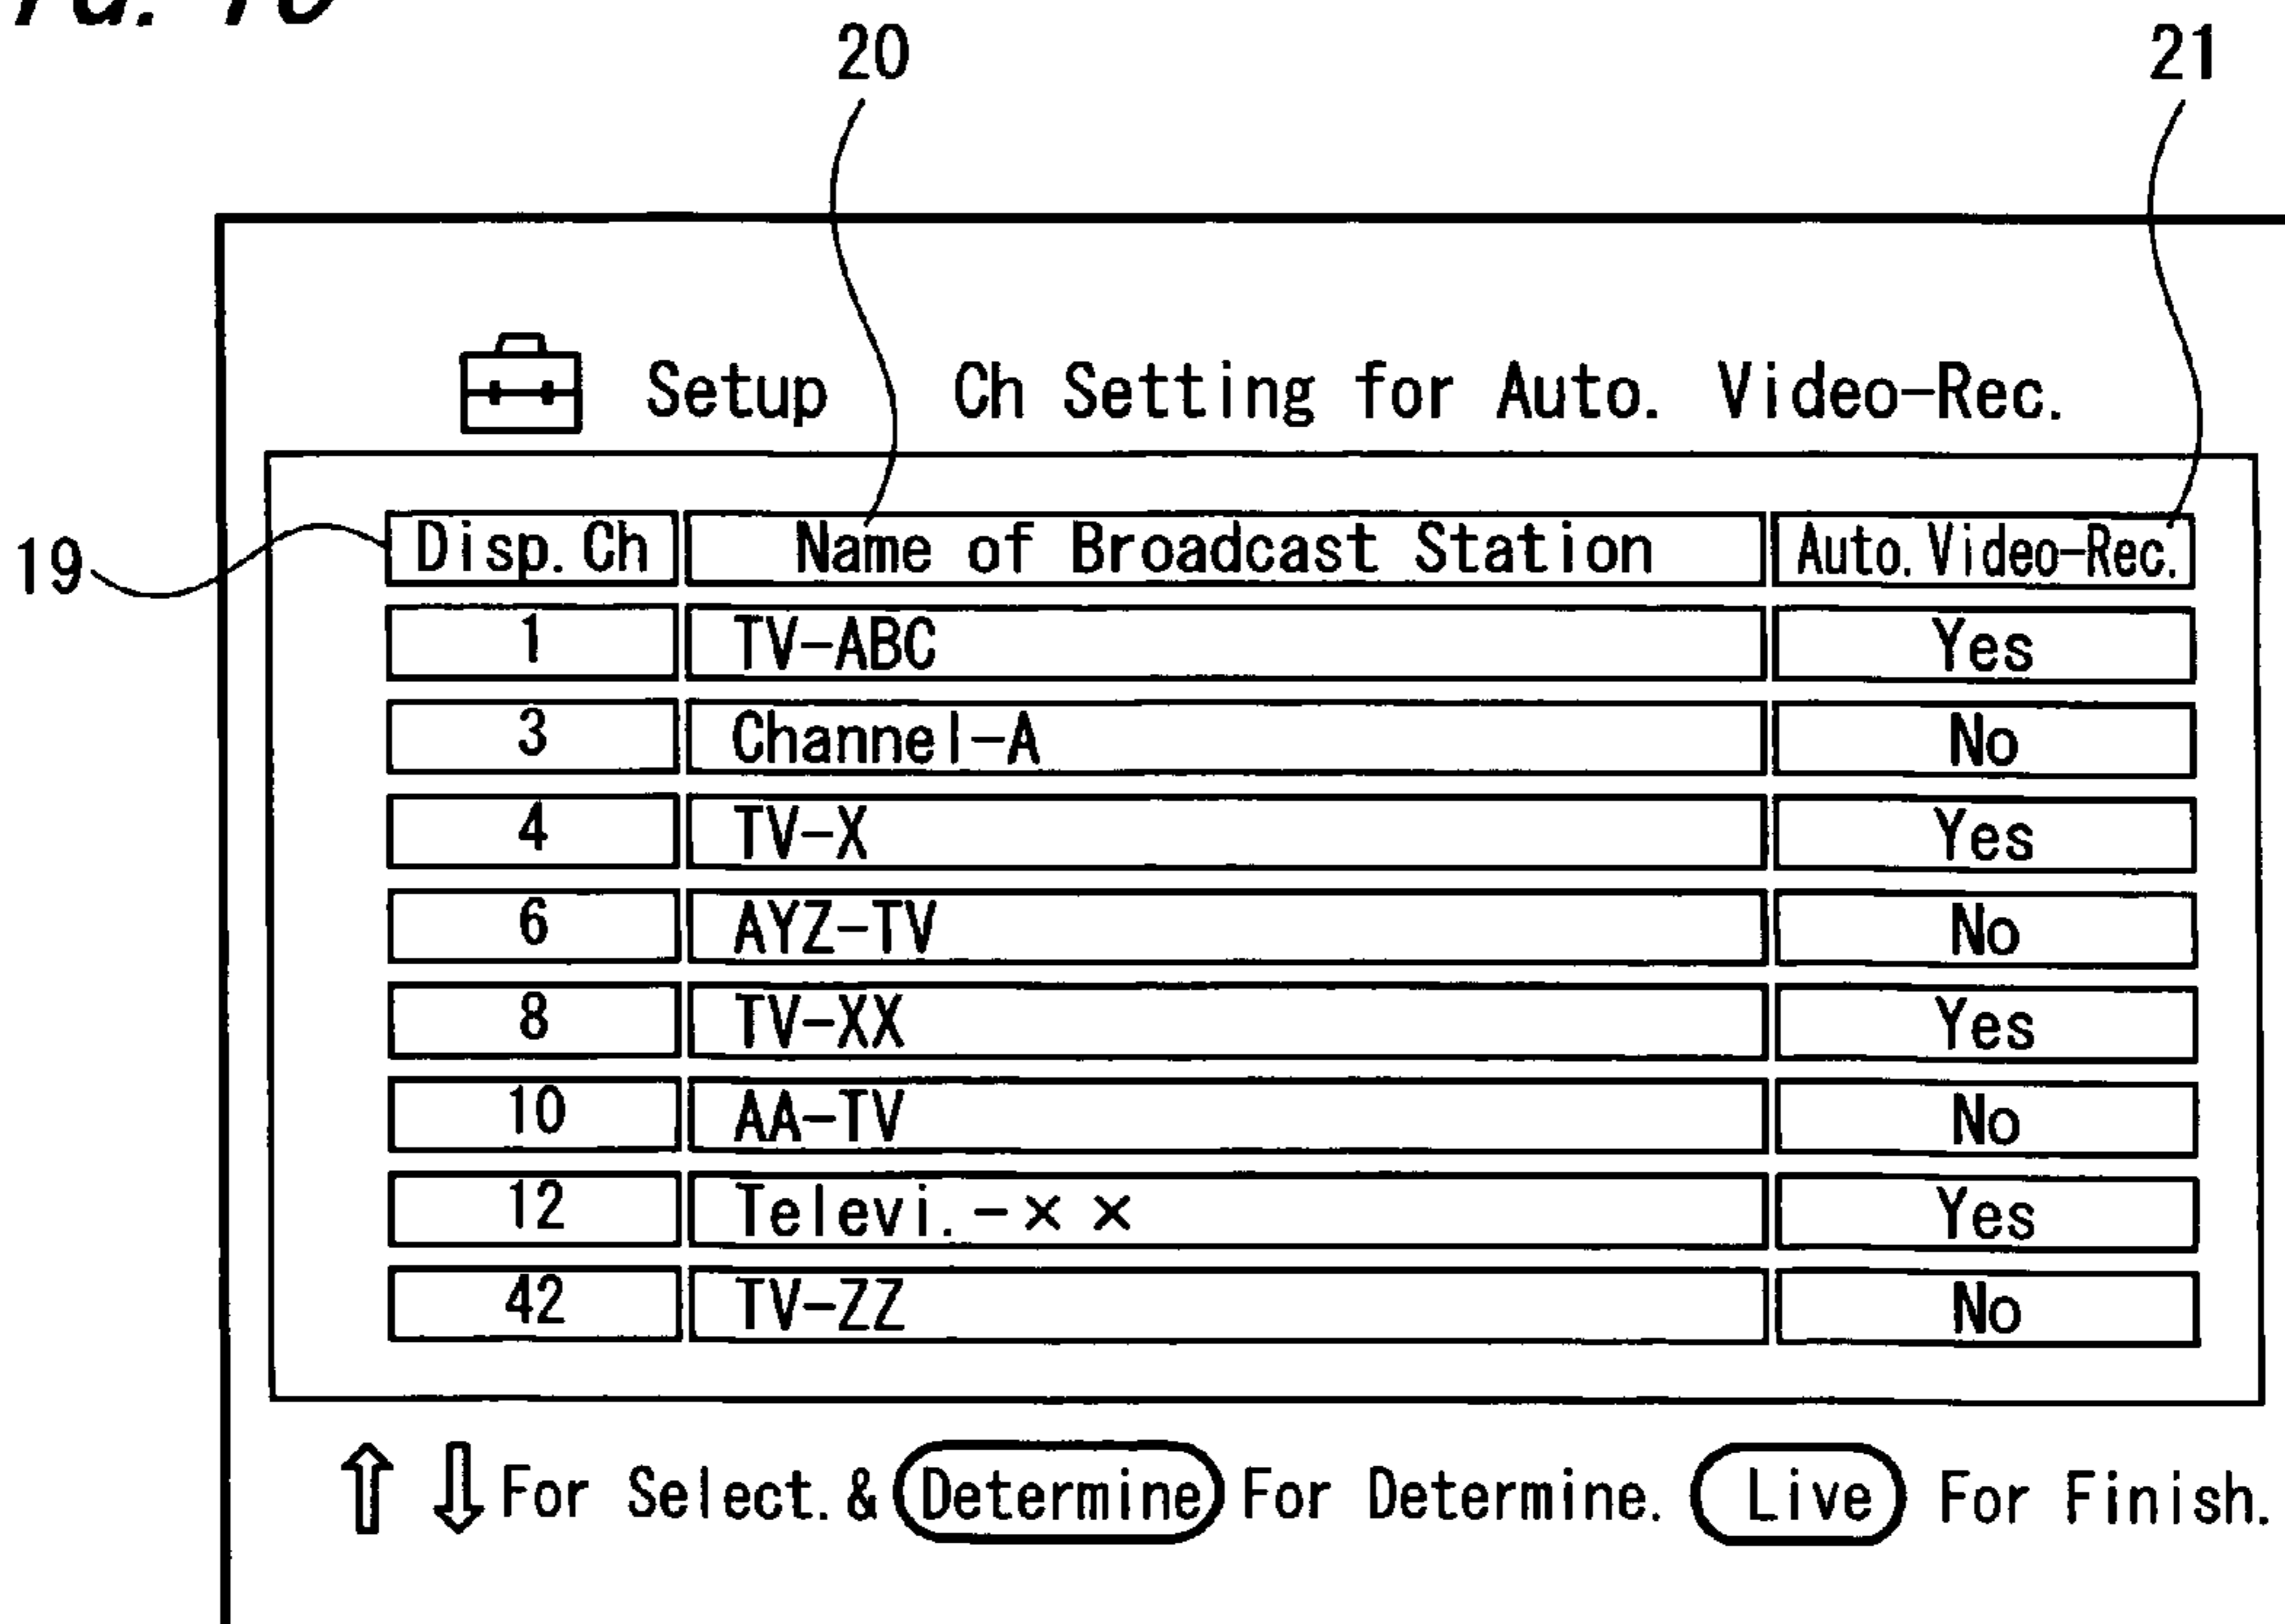 20 21
Setup Ch Setting for Auto. Video-Rec.
19 Disp.Ch Name of Broadcast Station Auto.Video-Rec.
1 TV-ABC Yes
3 Channel-A No
4 TV-X Yes
6 AYZ-TV No
8 TV-XX Yes
10 AA-TV No
12 Televi.-×× Yes
42 TV-ZZ No
⇧ ⇩ For Select.& Determine For Determine. Live For Finish.